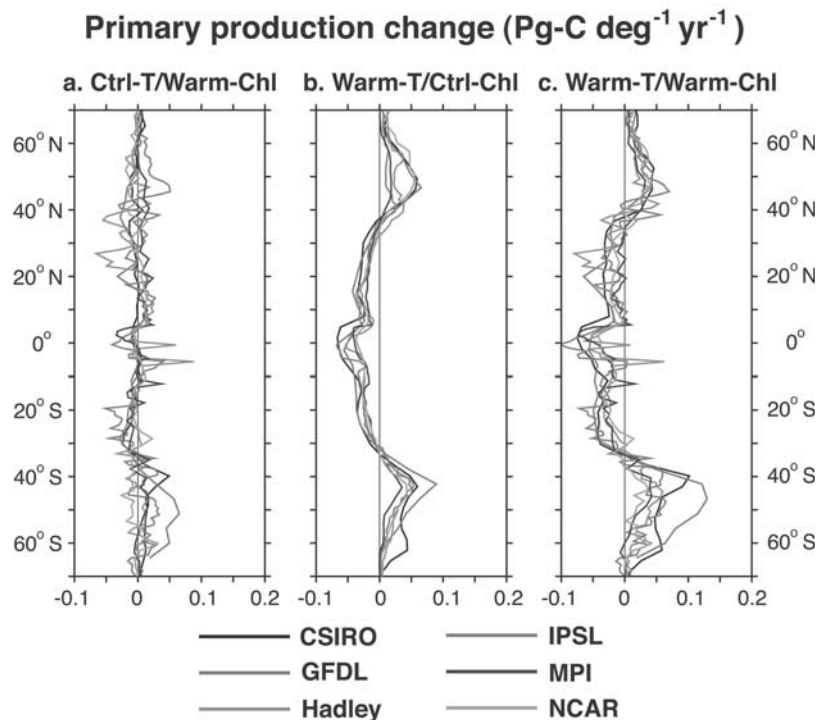 Primary production change (Pg-C deg-1 yr-1)
a. Ctrl-T/Warm-Chl b. Warm-T/Ctrl-Chl c. Warm-T/Warm-Chl
60° N 60° N
40° N 40° N
20° N 20° N
0° 0°
20° S 20° S
40° S 40° S
60° S 60° S
-0.1 0 0.1 0.2 -0.1 0 0.1 0.2 -0.1 0 0.1 0.2
CSIRO IPSL
GFDL MPI
Hadley NCAR